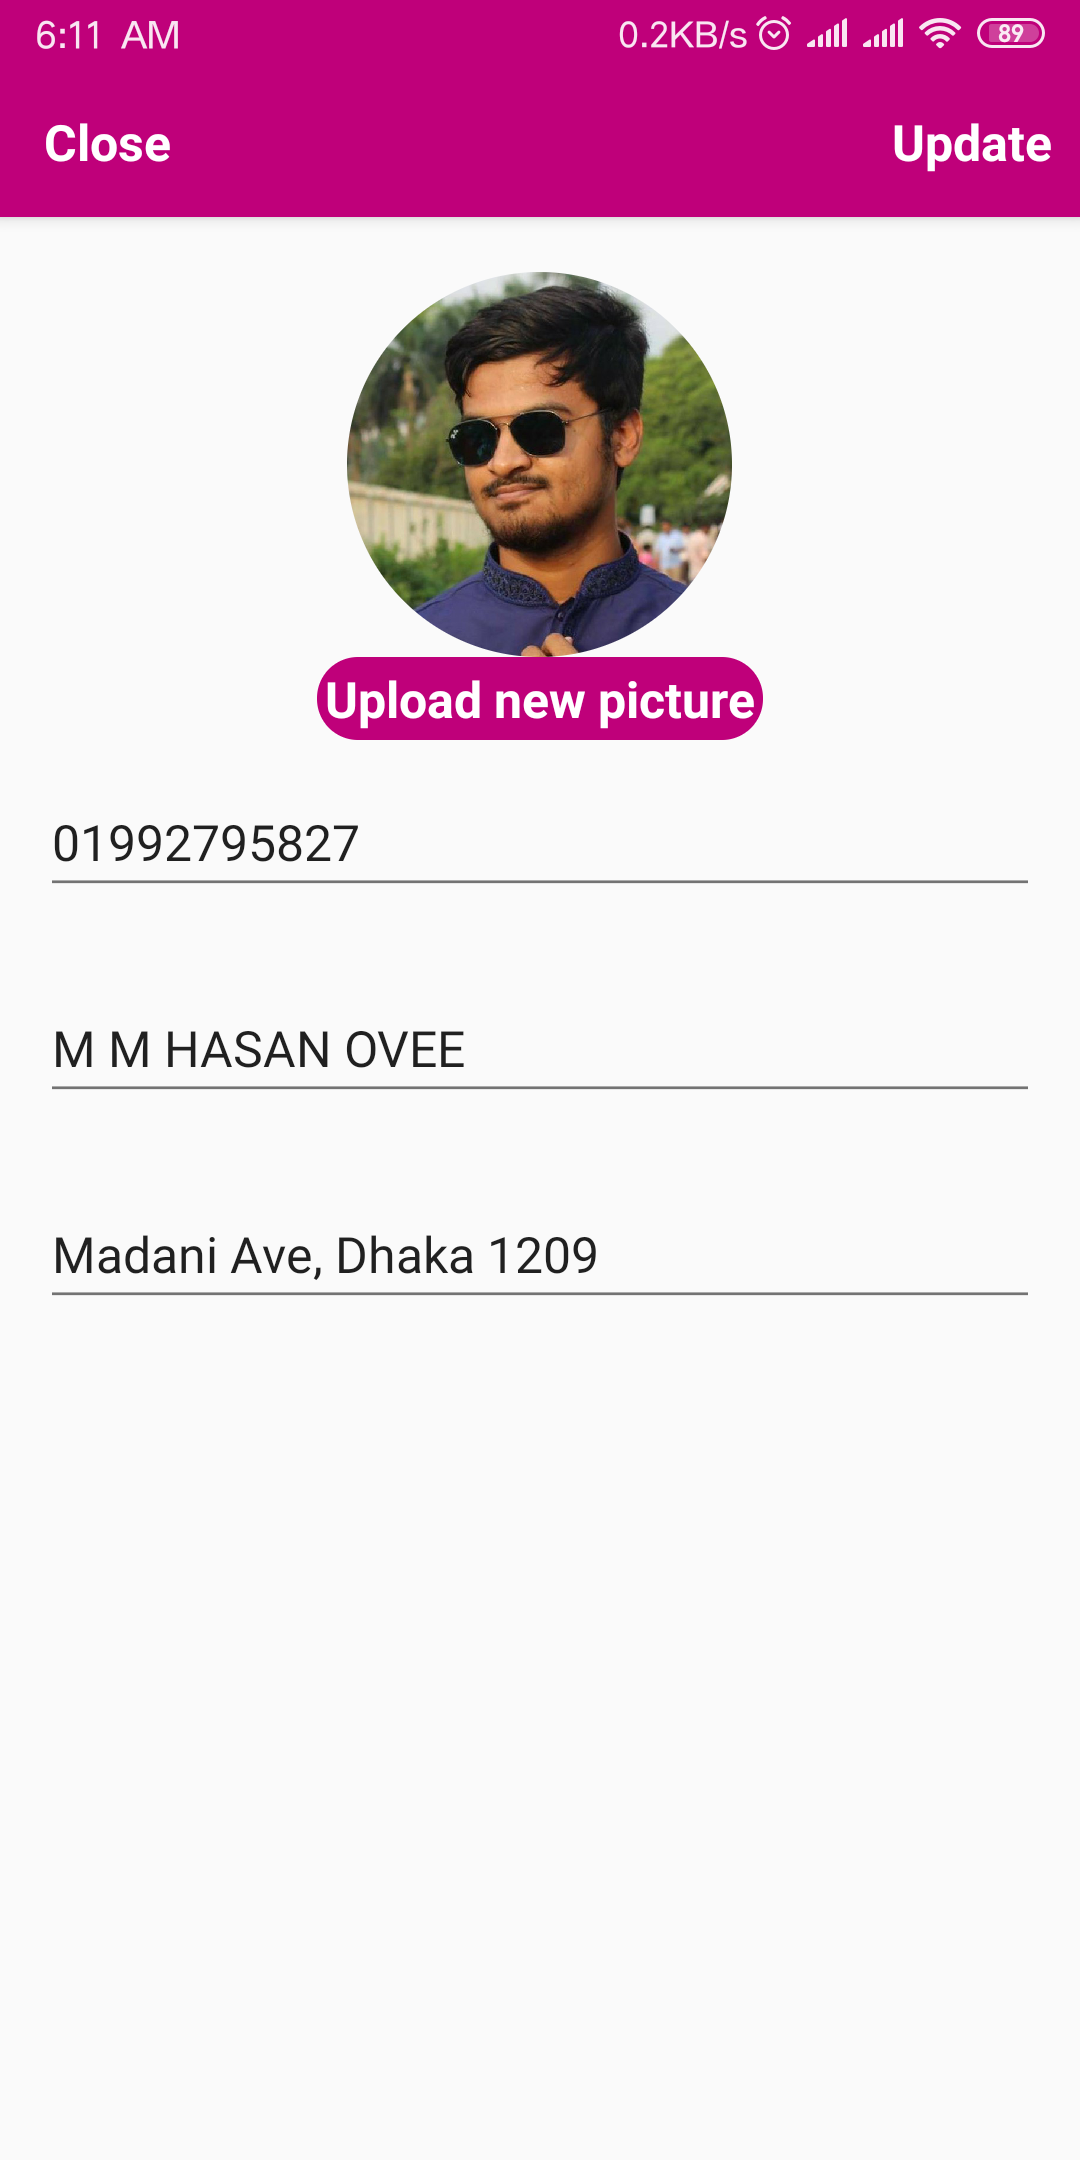 6:11 AM 0.2KB/s 89
Close Update
Upload new picture
01992795827
M M HASAN OVEE
Madani Ave, Dhaka 1209